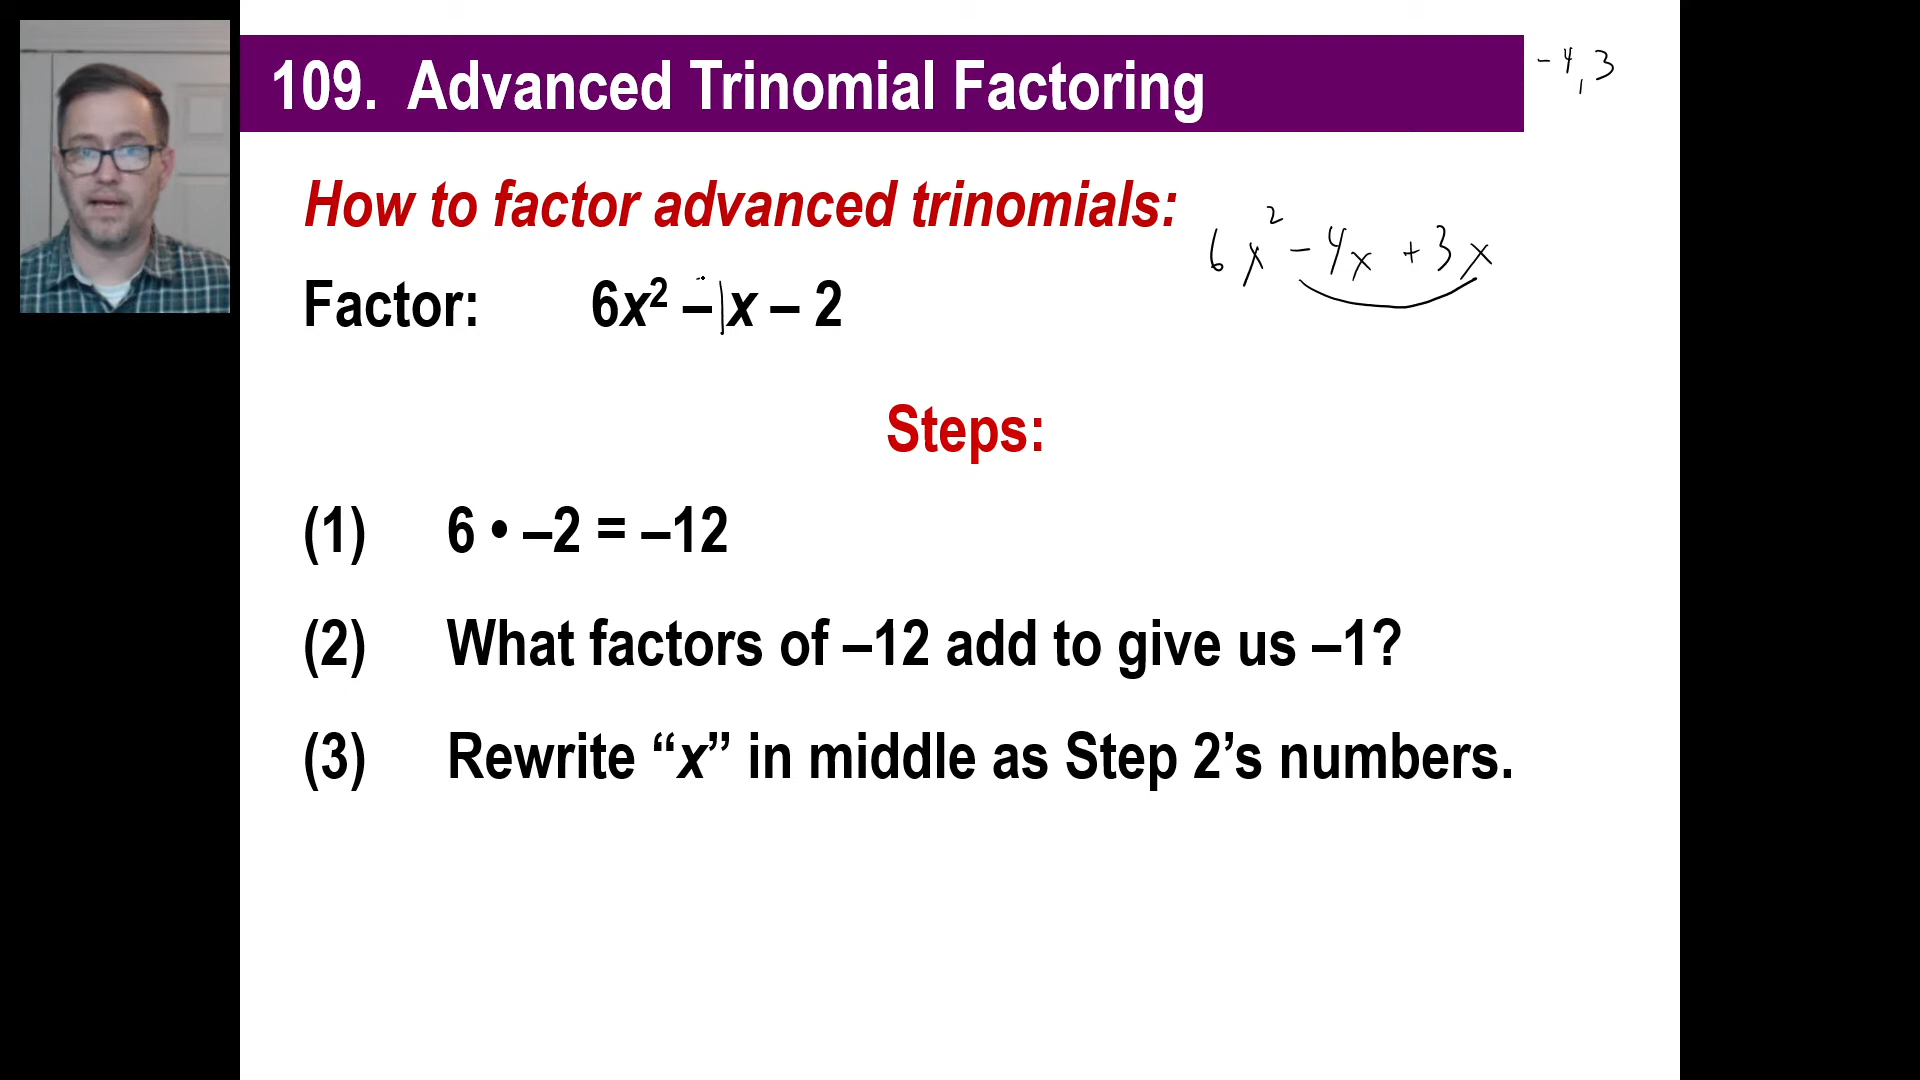 109. Advanced Trinomial Factoring
-4, 3
How to factor advanced trinomials:
6x² - 4x + 3x
Factor: 6x² –1x – 2
Steps:
(1) 6 • –2 = –12
(2) What factors of –12 add to give us –1?
(3) Rewrite “x” in middle as Step 2’s numbers.